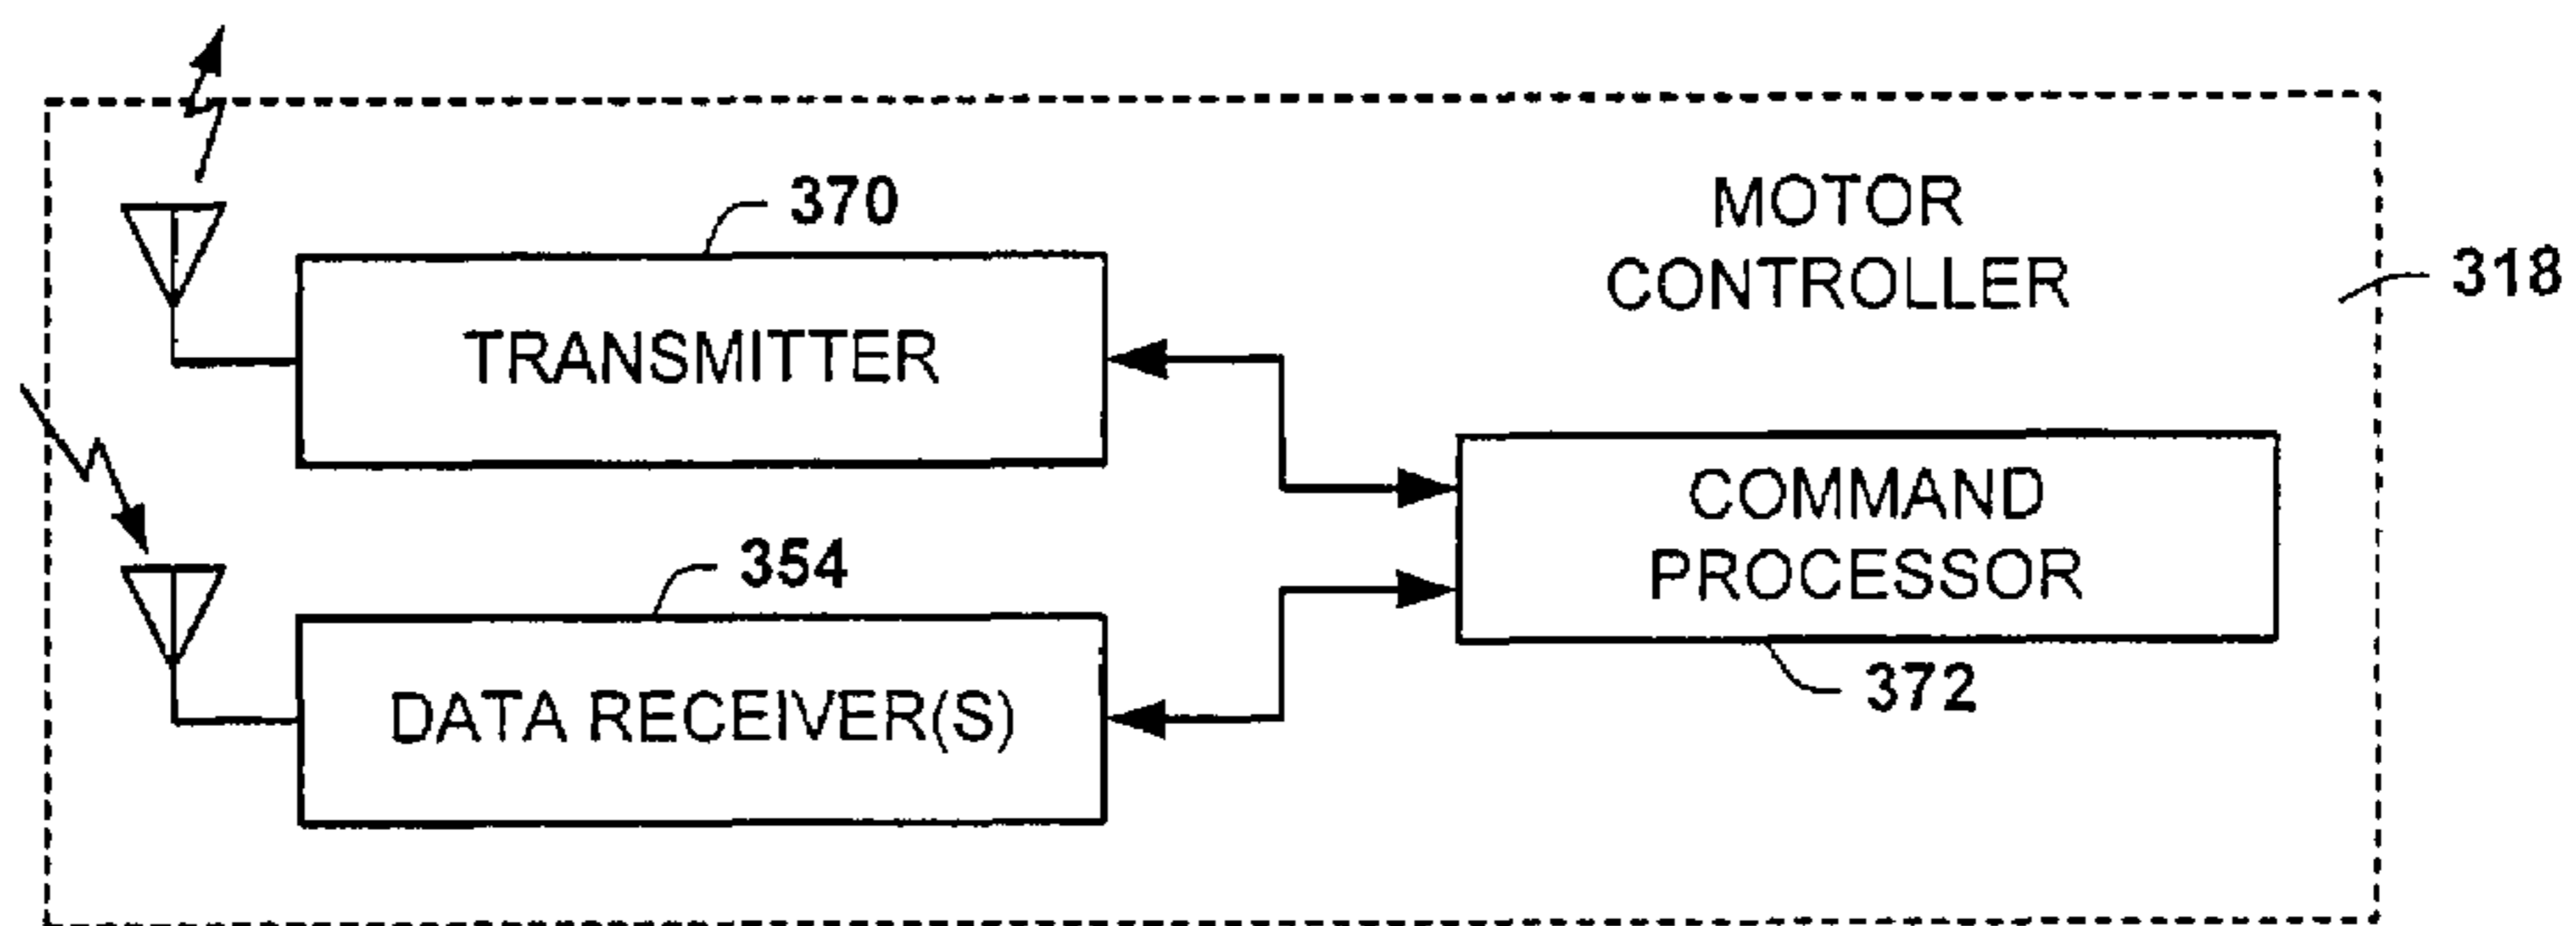 370
MOTOR
CONTROLLER
318
TRANSMITTER
COMMAND
PROCESSOR
354
372
DATA RECEIVER(S)